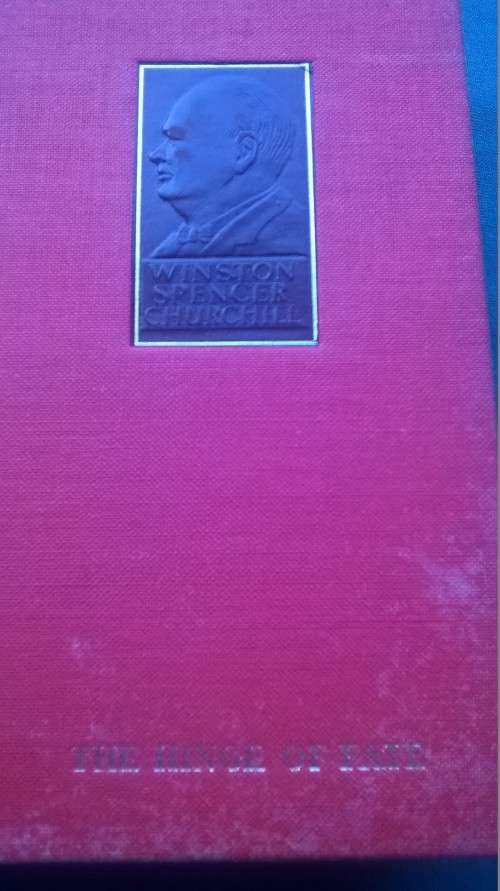 WINSTON
SPENCER
CHURCHILL
THE HINGE OF FATE